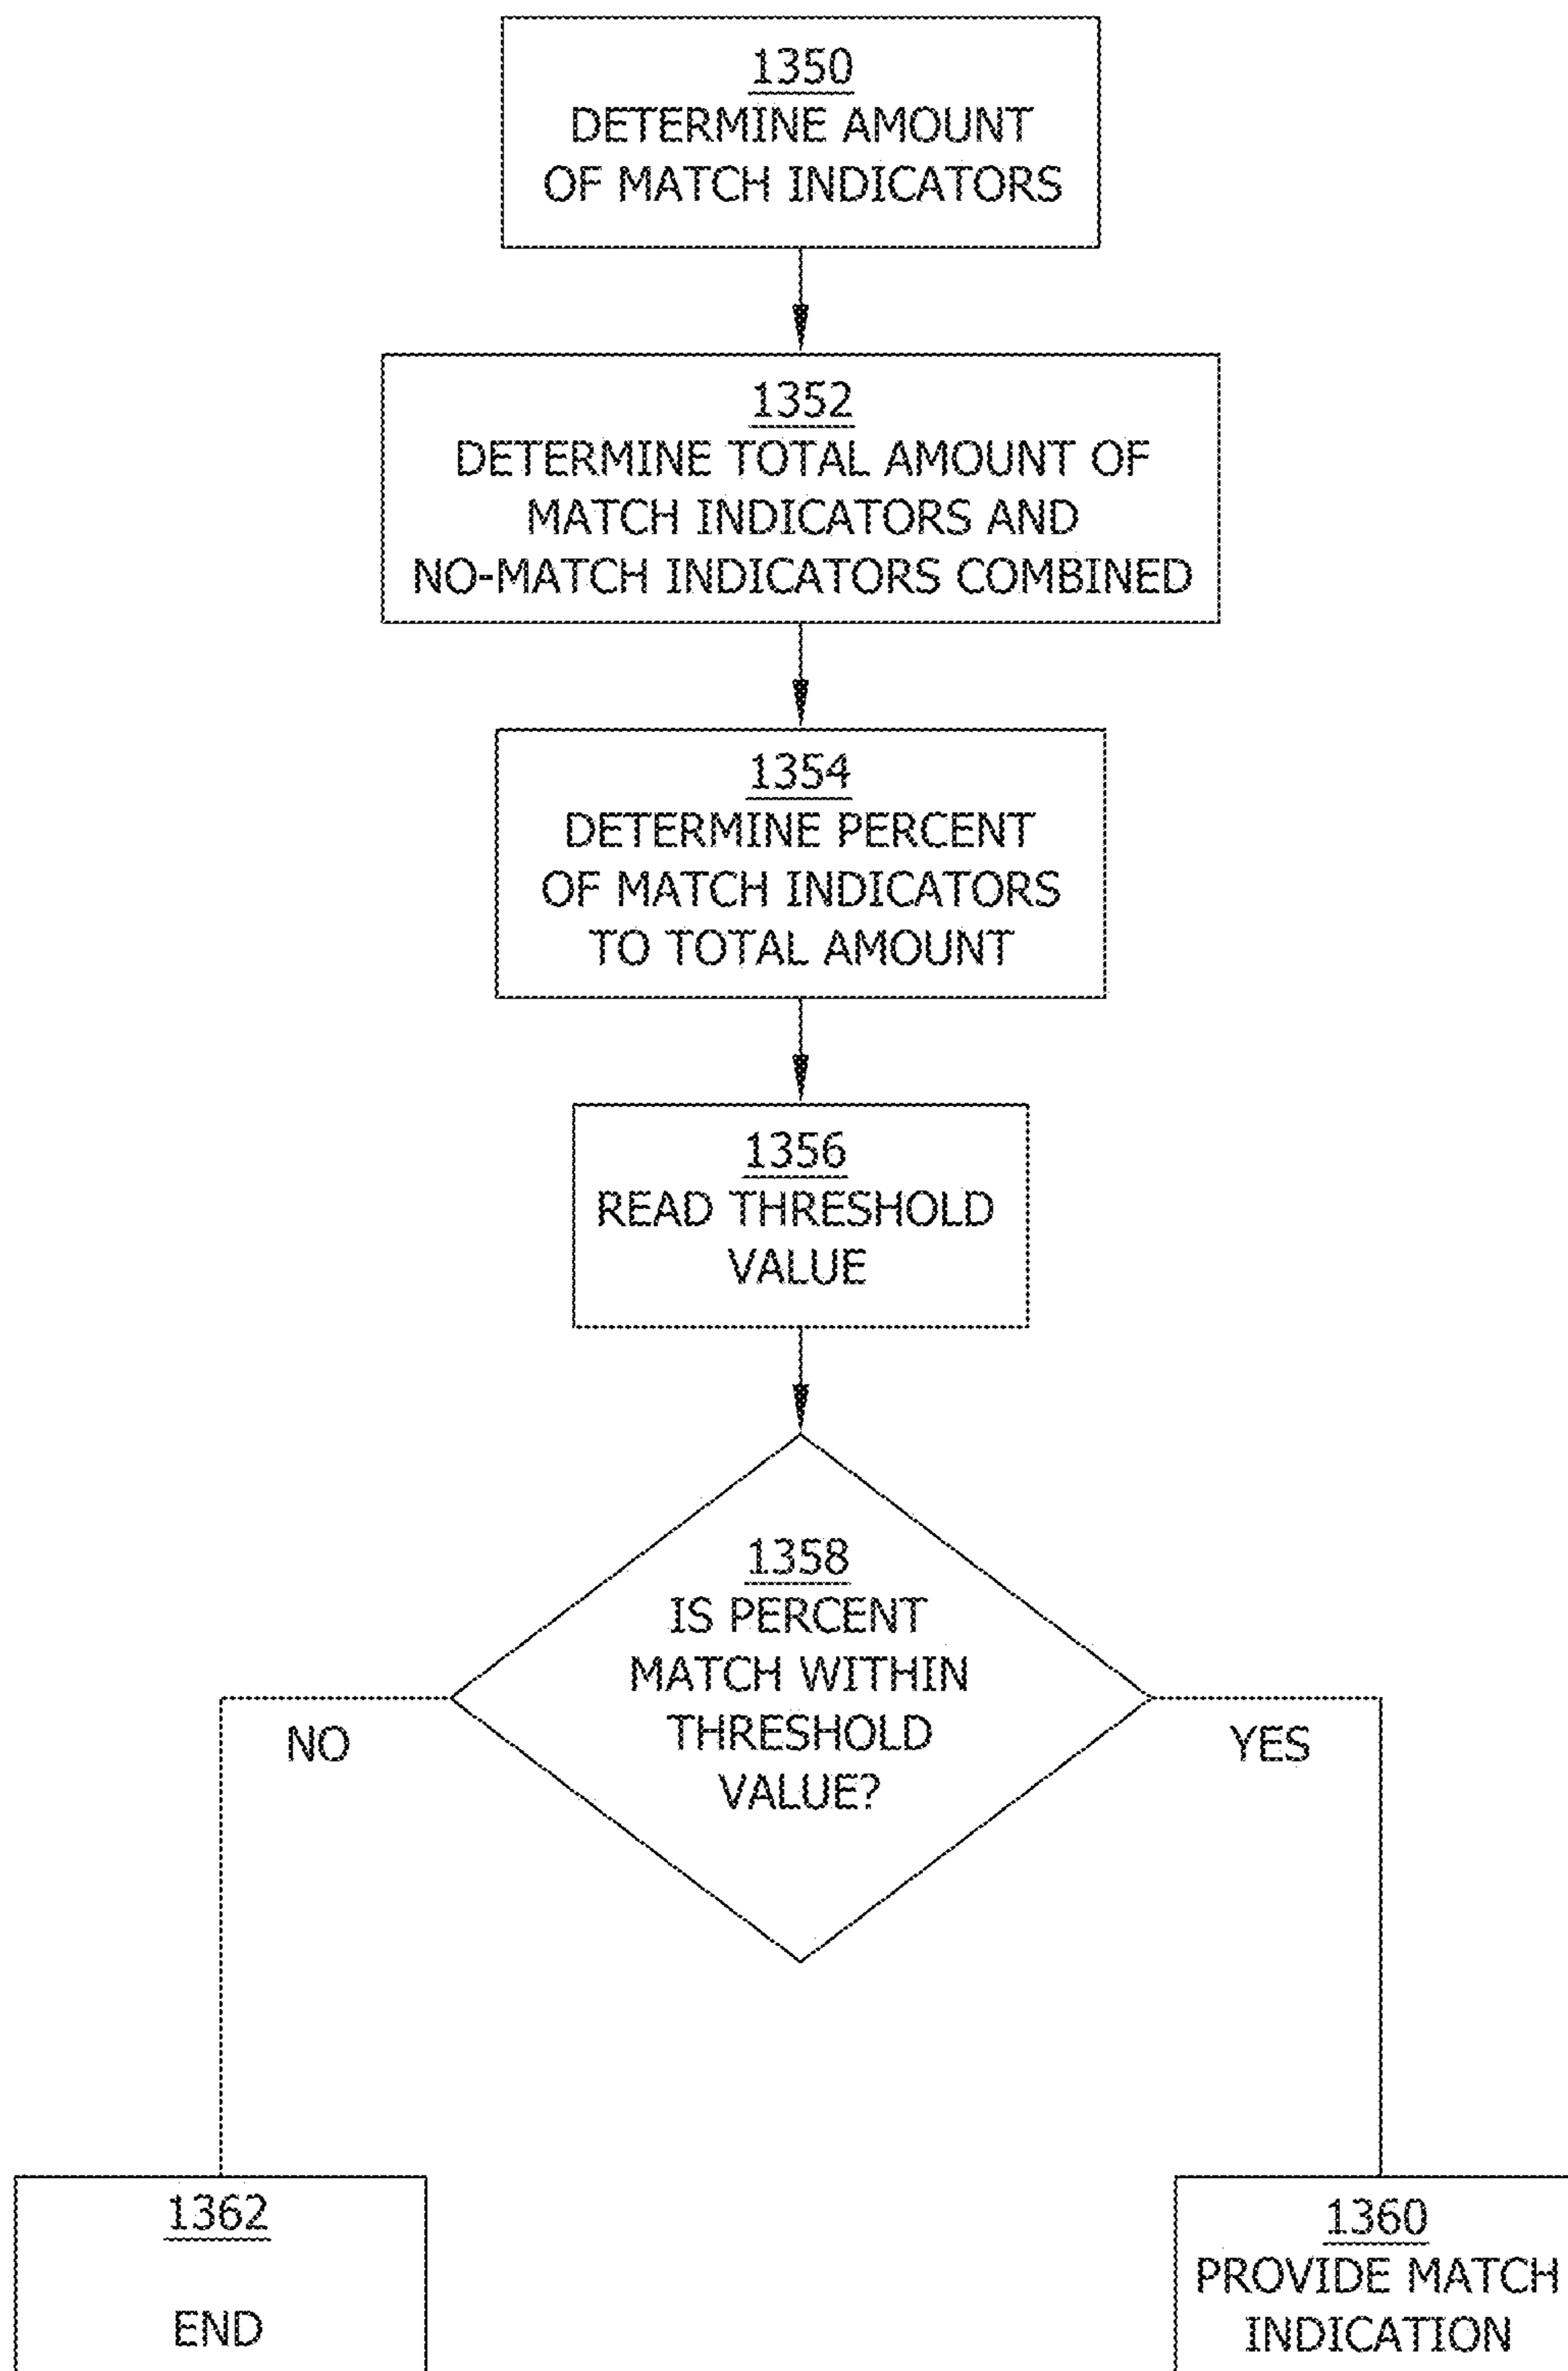 1350
DETERMINE AMOUNT
OF MATCH INDICATORS
1352
DETERMINE TOTAL AMOUNT OF
MATCH INDICATORS AND
NO-MATCH INDICATORS COMBINED
1354
DETERMINE PERCENT
OF MATCH INDICATORS
TO TOTAL AMOUNT
1356
READ THRESHOLD
VALUE
1358
IS PERCENT
MATCH WITHIN
THRESHOLD
VALUE?
NO
YES
1362
END
1360
PROVIDE MATCH
INDICATION